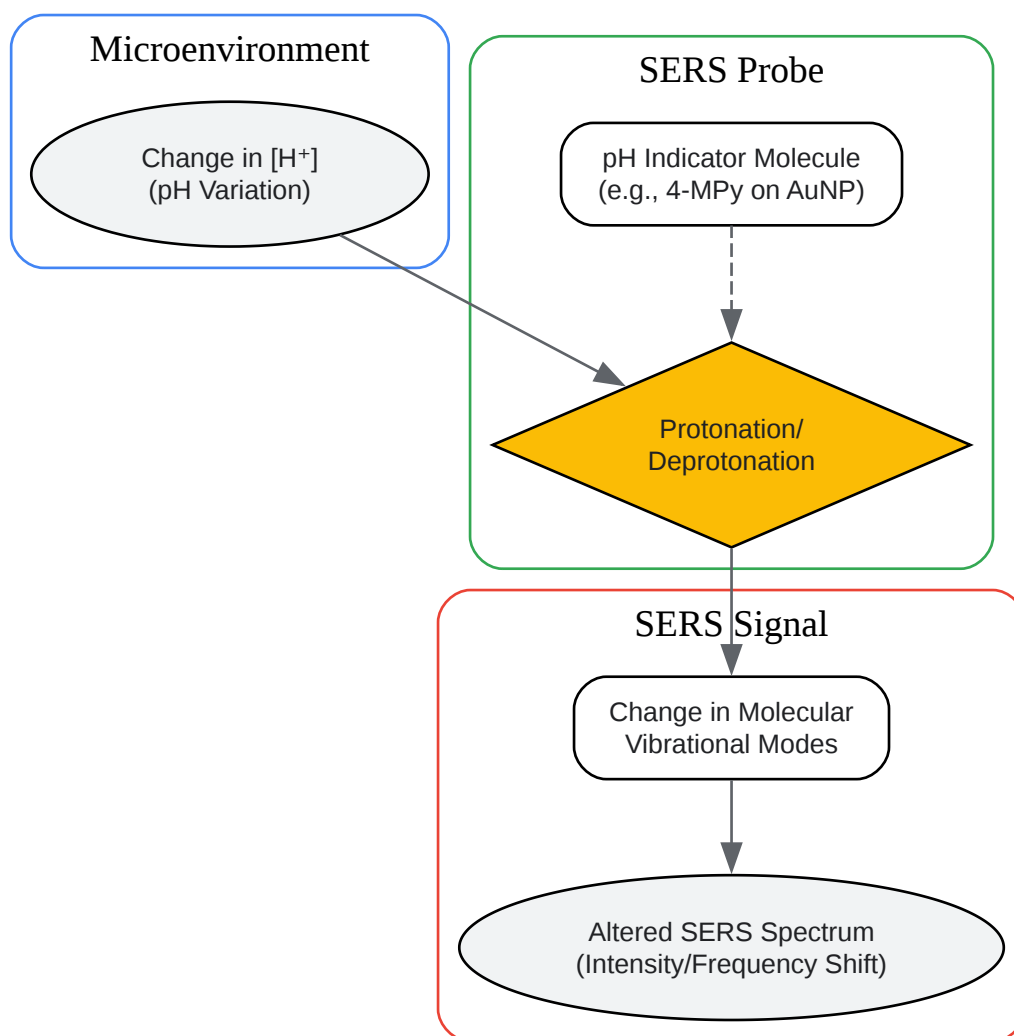 Microenvironment
Change in [H⁺]
(pH Variation)
SERS Probe
pH Indicator Molecule
(e.g., 4-MPy on AuNP)
Protonation/
Deprotonation
SERS Signal
Change in Molecular
Vibrational Modes
Altered SERS Spectrum
(Intensity/Frequency Shift)